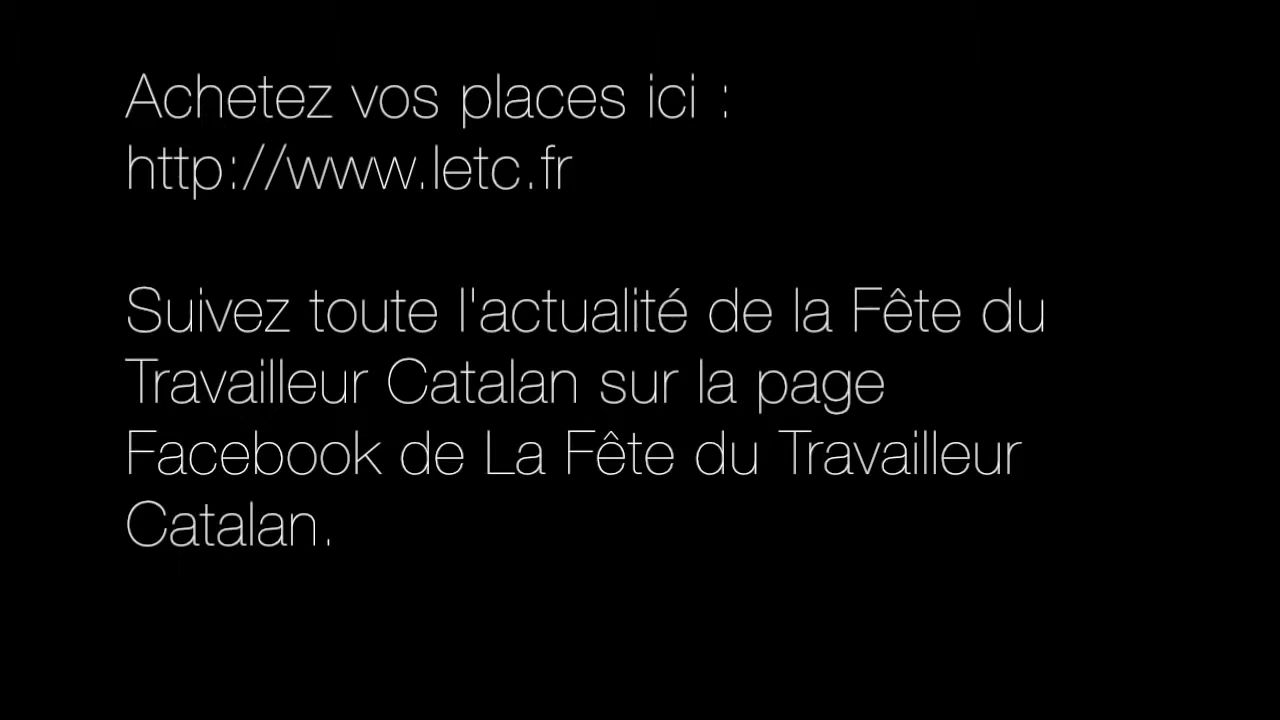 Achetez vos places ici :
http://www.letc.fr
Suivez toute l'actualité de la Fête du
Travailleur Catalan sur la page
Facebook de La Fête du Travailleur
Catalan.